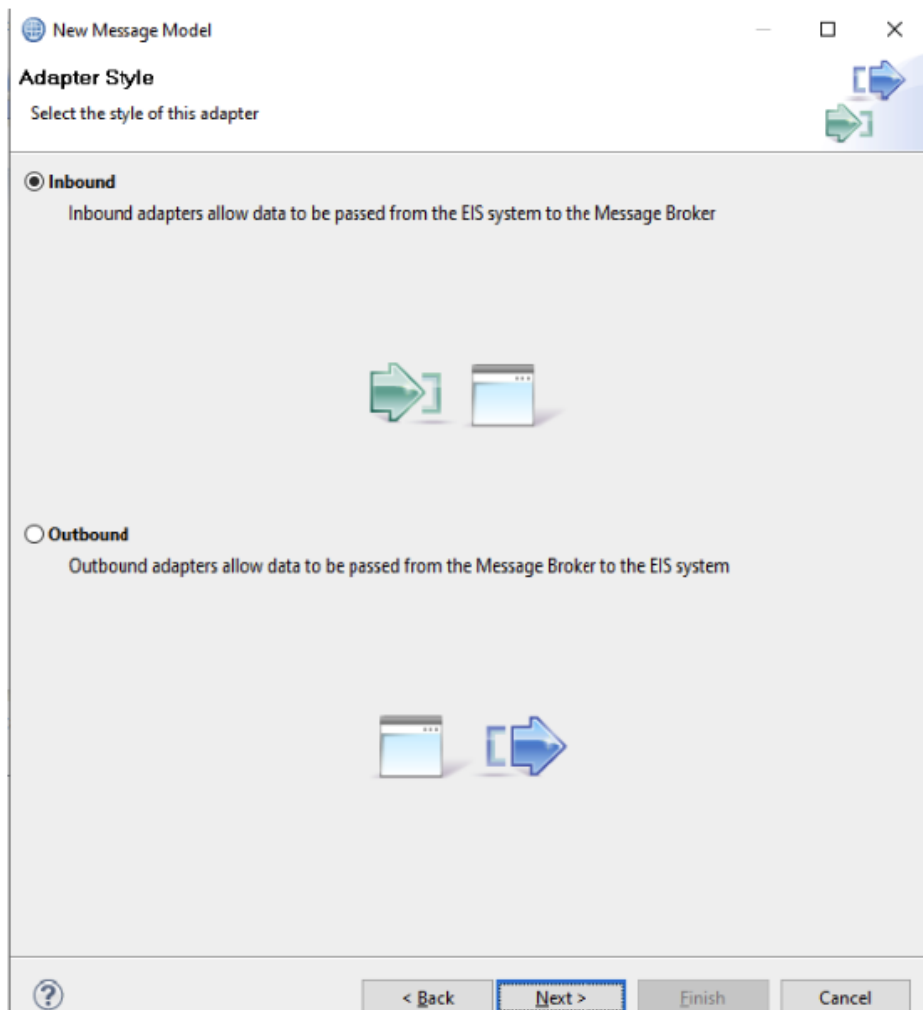 New Message Model
Adapter Style
Select the style of this adapter
Inbound
Inbound adapters allow data to be passed from the EIS system to the Message Broker
Outbound
Outbound adapters allow data to be passed from the Message Broker to the EIS system
?
< Back Next > Finish Cancel